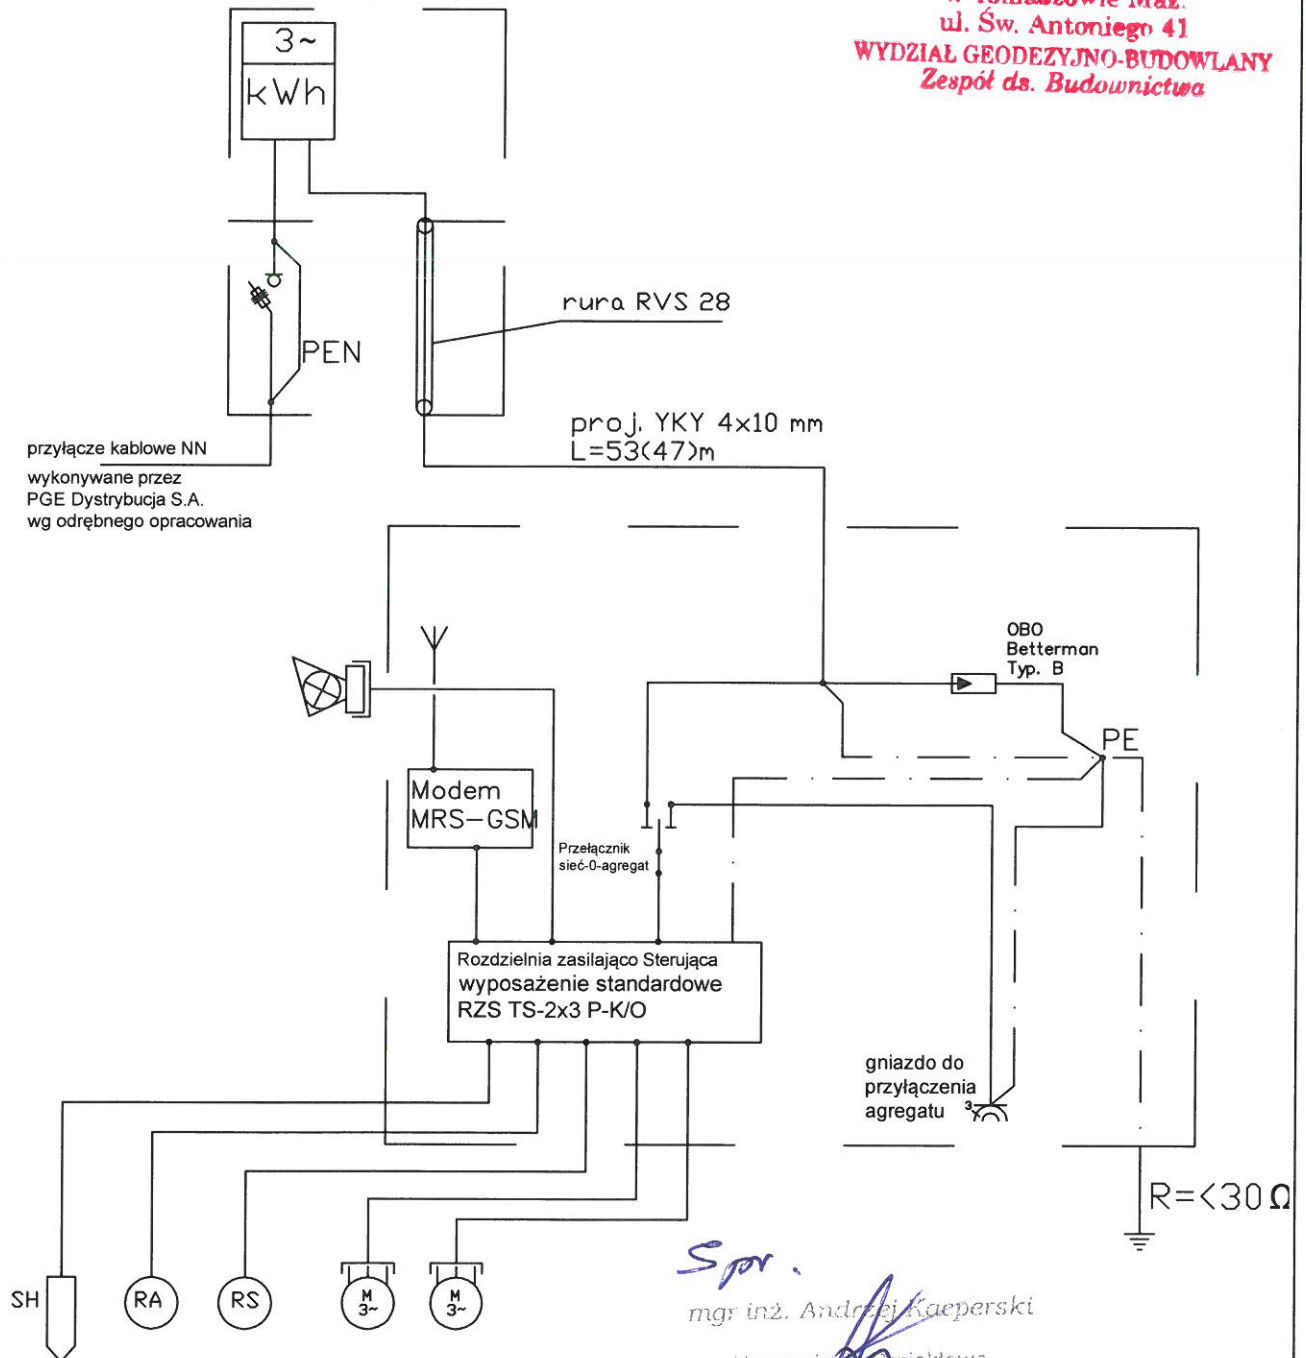 w Tomaszowie Maz.
ul. Św. Antoniego 41
WYDZIAŁ GEODEZYJNO-BUDOWLANY
Zespół ds. Budownictwa
3~
kWh
rura RVS 28
PEN
proj. YKY 4x10 mm
L=53(47)m
przyłącze kablowe NN
wykonywane przez
PGE Dystrybucja S.A.
wg odrębnego opracowania
OBO
Betterman
Typ. B
PE
Modem
MRS-GSM
Przełącznik
sieć-0-agregat
Rozdzielnia zasilająco Sterująca
wyposażenie standardowe
RZS TS-2x3 P-K/O
gniazdo do
przyłączenia
agregatu
3
R=<30Ω
SH
RA
RS
M
3~
M
3~
Spr.
mgr inż. Andrzej Kacperski